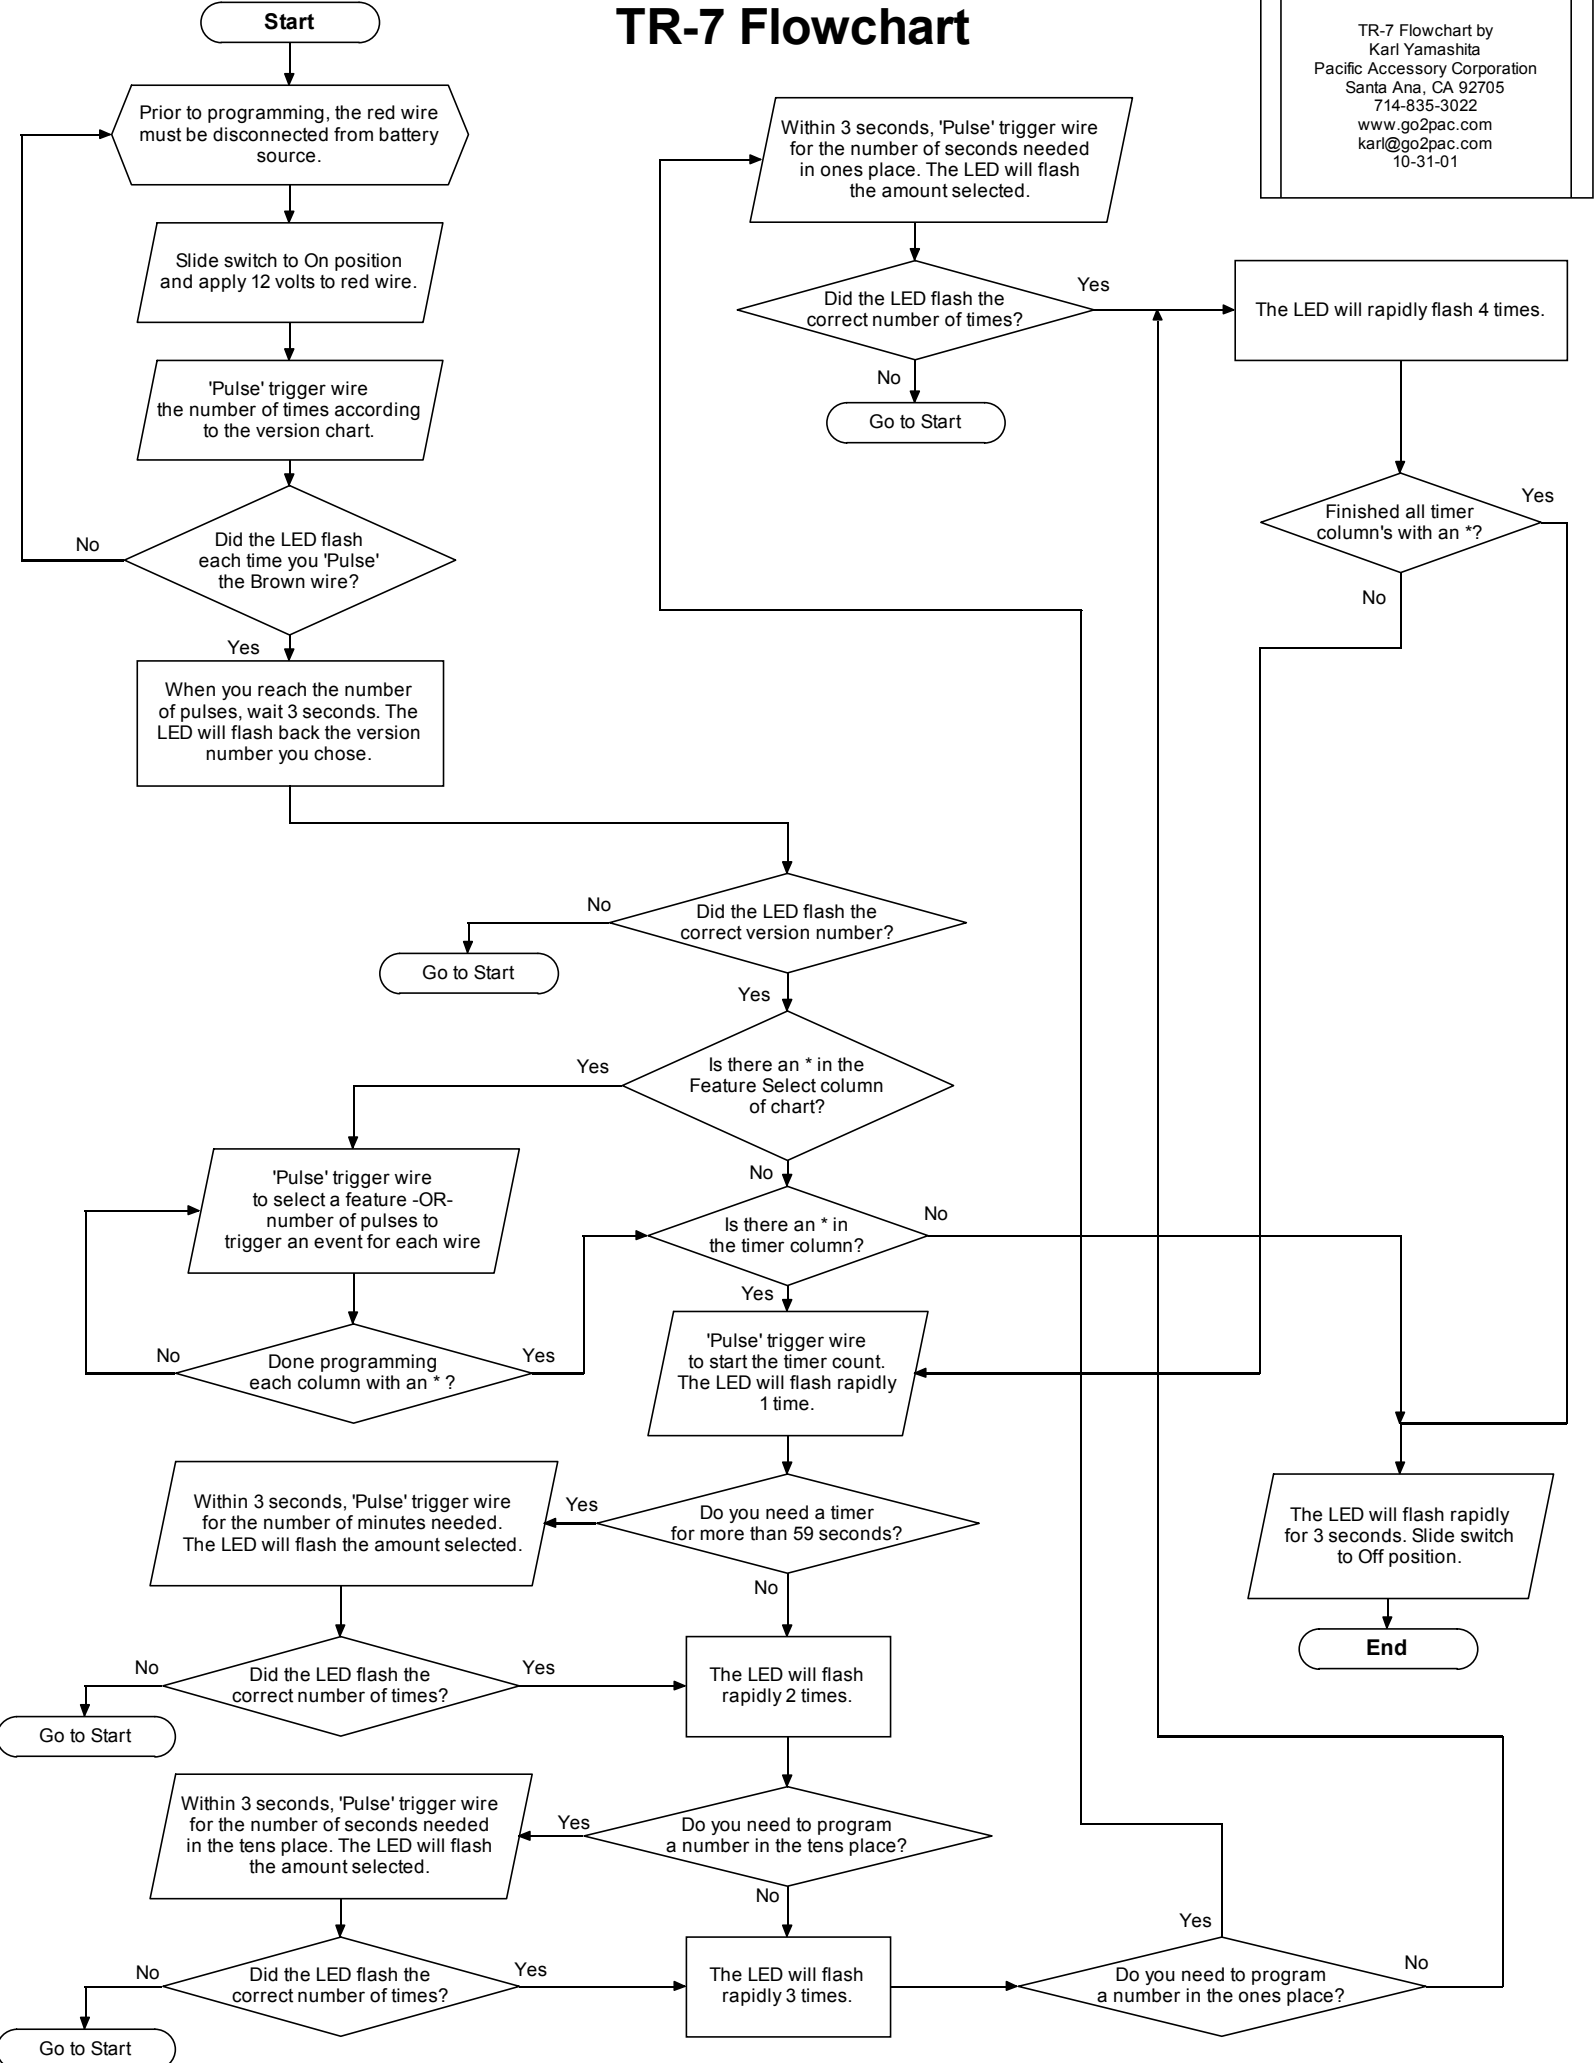 TR-7 Flowchart
TR-7 Flowchart by
Karl Yamashita
Pacific Accessory Corporation
Santa Ana, CA 92705
714-835-3022
www.go2pac.com
karl@go2pac.com
10-31-01
Start
Prior to programming, the red wire
must be disconnected from battery
source.
Slide switch to On position
and apply 12 volts to red wire.
'Pulse' trigger wire
the number of times according
to the version chart.
Did the LED flash
each time you 'Pulse'
the Brown wire?
No
Yes
When you reach the number
of pulses, wait 3 seconds. The
LED will flash back the version
number you chose.
Did the LED flash the
correct version number?
No
Go to Start
Yes
Is there an * in the
Feature Select column
of chart?
Yes
No
'Pulse' trigger wire
to select a feature -OR-
number of pulses to
trigger an event for each wire
Done programming
each column with an * ?
No
Yes
Is there an * in
the timer column?
No
Yes
'Pulse' trigger wire
to start the timer count.
The LED will flash rapidly
1 time.
Do you need a timer
for more than 59 seconds?
Yes
No
Within 3 seconds, 'Pulse' trigger wire
for the number of minutes needed.
The LED will flash the amount selected.
Did the LED flash the
correct number of times?
No
Yes
Go to Start
The LED will flash
rapidly 2 times.
Do you need to program
a number in the tens place?
Yes
No
Within 3 seconds, 'Pulse' trigger wire
for the number of seconds needed
in the tens place. The LED will flash
the amount selected.
Did the LED flash the
correct number of times?
No
Yes
Go to Start
The LED will flash
rapidly 3 times.
Do you need to program
a number in the ones place?
Yes
No
Within 3 seconds, 'Pulse' trigger wire
for the number of seconds needed
in ones place. The LED will flash
the amount selected.
Did the LED flash the
correct number of times?
Yes
No
Go to Start
The LED will rapidly flash 4 times.
Finished all timer
column's with an *?
Yes
No
The LED will flash rapidly
for 3 seconds. Slide switch
to Off position.
End